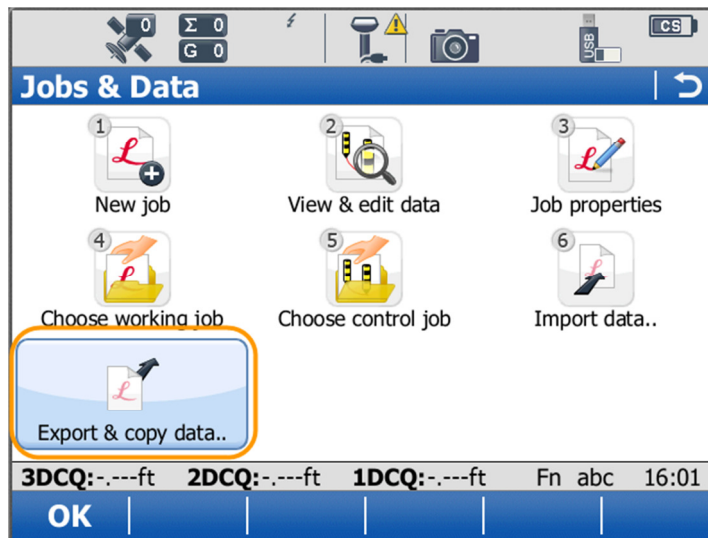 0
Σ 0
G 0
USB
CS
Jobs & Data
1
New job
2
View & edit data
3
Job properties
4
Choose working job
5
Choose control job
6
Import data..
Export & copy data..
3DCQ:-.---ft 2DCQ:-.---ft 1DCQ:-.---ft Fn abc 16:01
OK